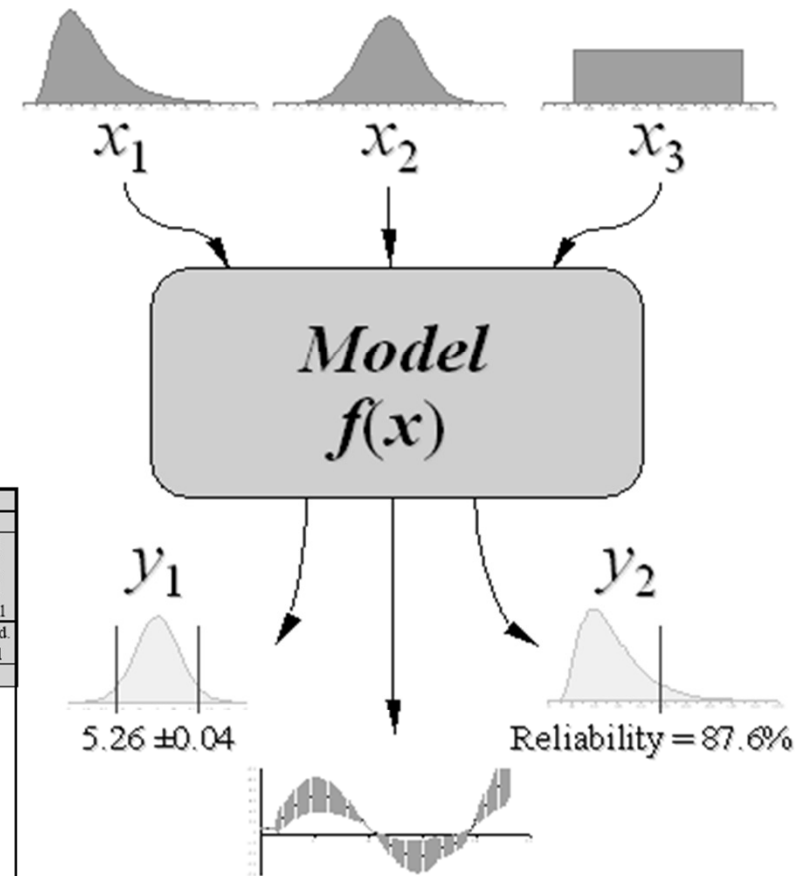 x1 x2 x3
Model
f(x)
y1 y2
l
d.
l
5.26 ±0.04 Reliability = 87.6%